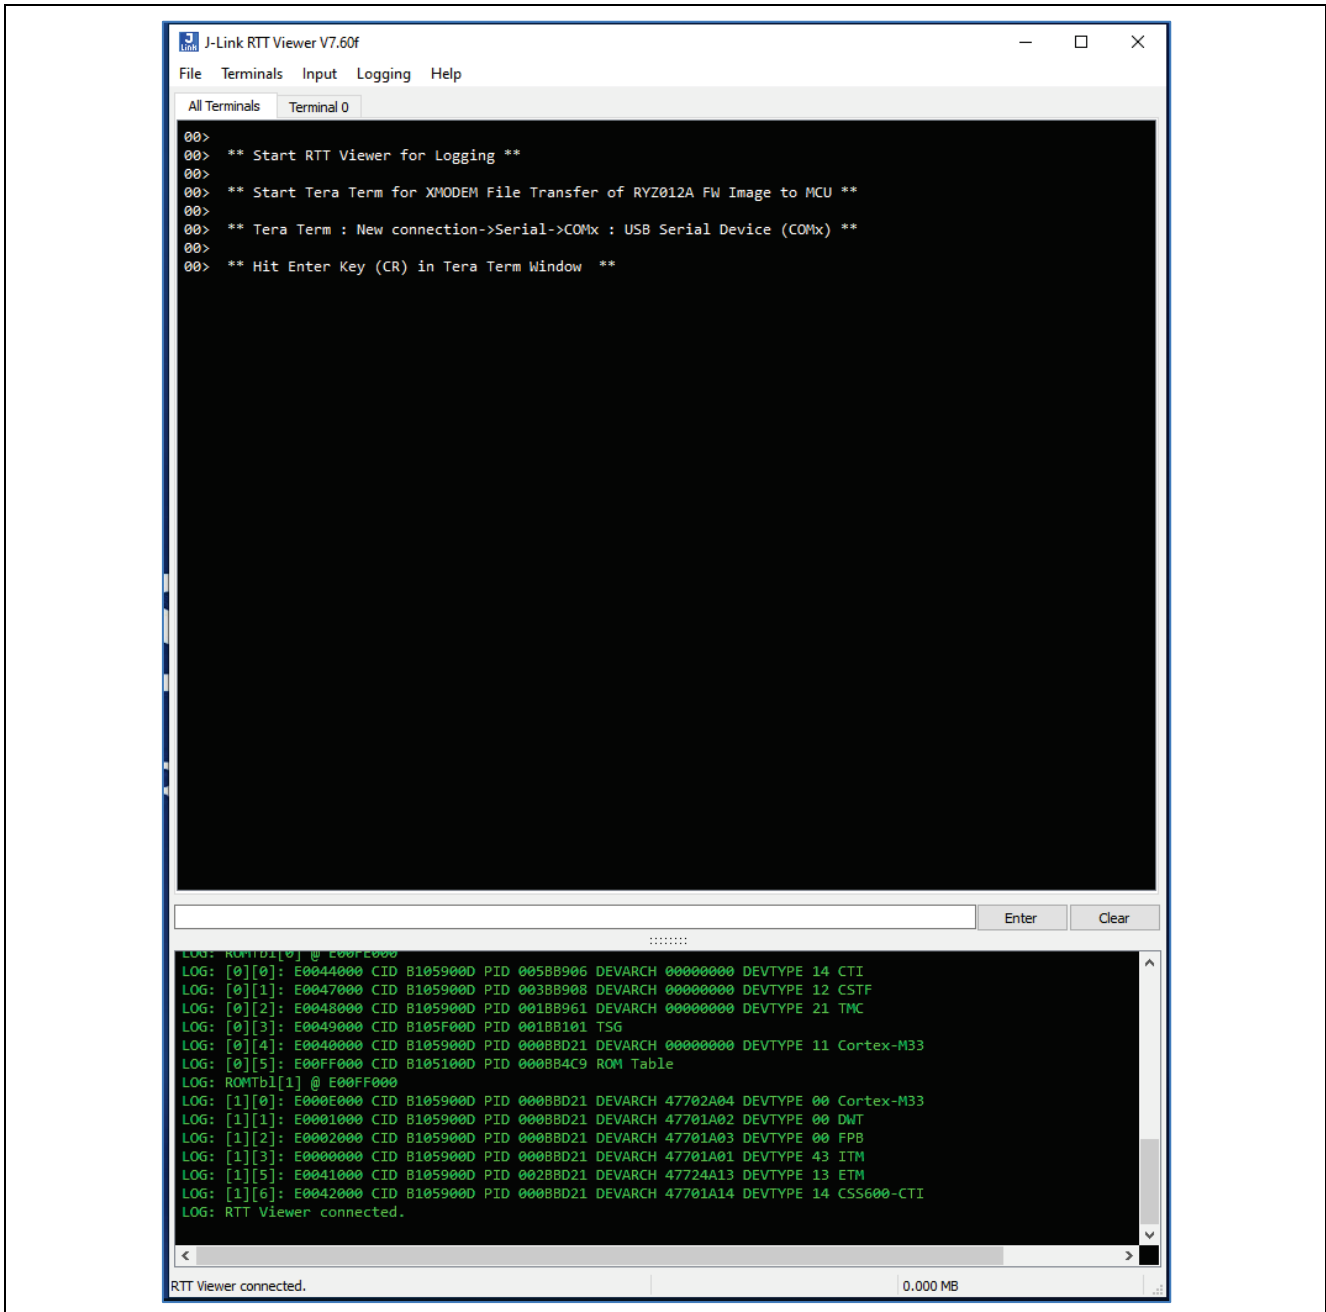 J-Link RTT Viewer V7.60f
File Terminals Input Logging Help
All Terminals Terminal 0
00>
00> ** Start RTT Viewer for Logging **
00>
00> ** Start Tera Term for XMODEM File Transfer of RYZ012A FW Image to MCU **
00>
00> ** Tera Term : New connection->Serial->COMx : USB Serial Device (COMx) **
00>
00> ** Hit Enter Key (CR) in Tera Term Window  **
Enter Clear
LOG: ROMTbl[0] @ E00FE000
LOG: [0][0]: E0044000 CID B105900D PID 005BB906 DEVARCH 00000000 DEVTYPE 14 CTI
LOG: [0][1]: E0047000 CID B105900D PID 003BB908 DEVARCH 00000000 DEVTYPE 12 CSTF
LOG: [0][2]: E0048000 CID B105900D PID 001BB961 DEVARCH 00000000 DEVTYPE 21 TMC
LOG: [0][3]: E0049000 CID B105F00D PID 001BB101 TSG
LOG: [0][4]: E0040000 CID B105900D PID 000BBD21 DEVARCH 00000000 DEVTYPE 11 Cortex-M33
LOG: [0][5]: E00FF000 CID B105100D PID 000BB4C9 ROM Table
LOG: ROMTbl[1] @ E00FF000
LOG: [1][0]: E000E000 CID B105900D PID 000BBD21 DEVARCH 47702A04 DEVTYPE 00 Cortex-M33
LOG: [1][1]: E0001000 CID B105900D PID 000BBD21 DEVARCH 47701A02 DEVTYPE 00 DWT
LOG: [1][2]: E0002000 CID B105900D PID 000BBD21 DEVARCH 47701A03 DEVTYPE 00 FPB
LOG: [1][3]: E0000000 CID B105900D PID 000BBD21 DEVARCH 47701A01 DEVTYPE 43 ITM
LOG: [1][5]: E0041000 CID B105900D PID 002BBD21 DEVARCH 47724A13 DEVTYPE 13 ETM
LOG: [1][6]: E0042000 CID B105900D PID 000BBD21 DEVARCH 47701A14 DEVTYPE 14 CSS600-CTI
LOG: RTT Viewer connected.
RTT Viewer connected. 0.000 MB